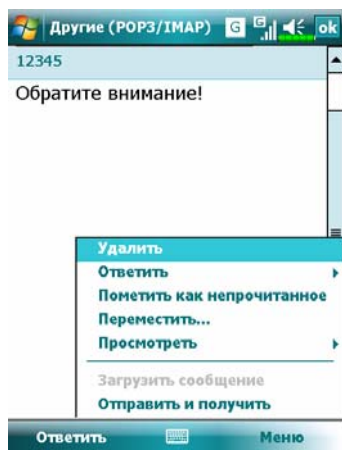 Другие (POP3/IMAP) G G ok
12345
Обратите внимание!
Удалить
Ответить
Пометить как непрочитанное
Переместить...
Просмотреть
Загрузить сообщение
Отправить и получить
Ответить Меню